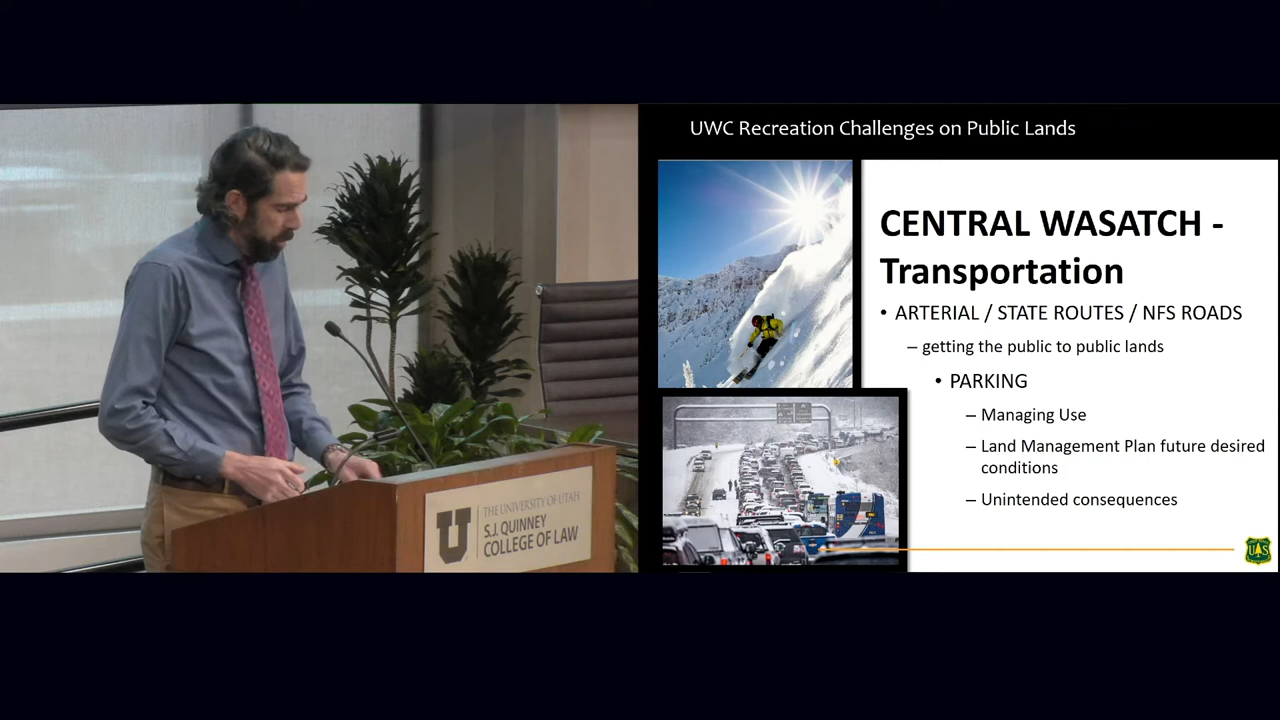 UWC Recreation Challenges on Public Lands
CENTRAL WASATCH -
Transportation
• ARTERIAL / STATE ROUTES / NFS ROADS
– getting the public to public lands
• PARKING
– Managing Use
– Land Management Plan future desired
conditions
– Unintended consequences
U
THE UNIVERSITY OF UTAH
S.J. QUINNEY
COLLEGE OF LAW
U S